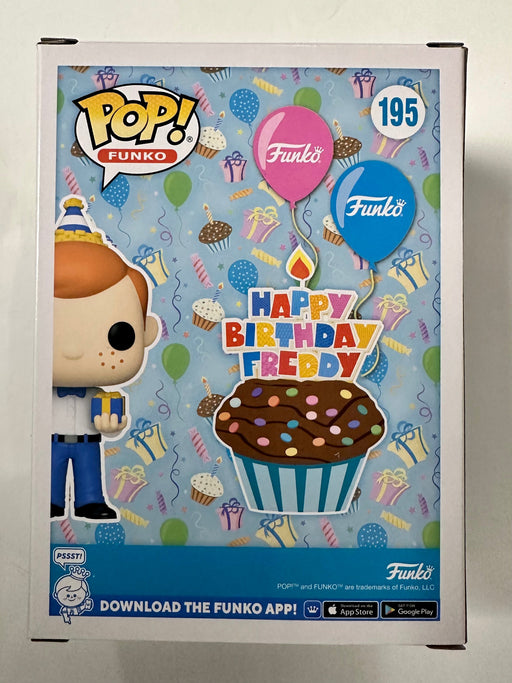 POP!®
FUNKO
195
Funko
Funko
HAPPY
BIRTHDAY
FREDDY
PSSST!
Funko
POP!™ and FUNKO™ are trademarks of Funko, LLC
DOWNLOAD THE FUNKO APP!
Download on the
App Store
GET IT ON
Google Play